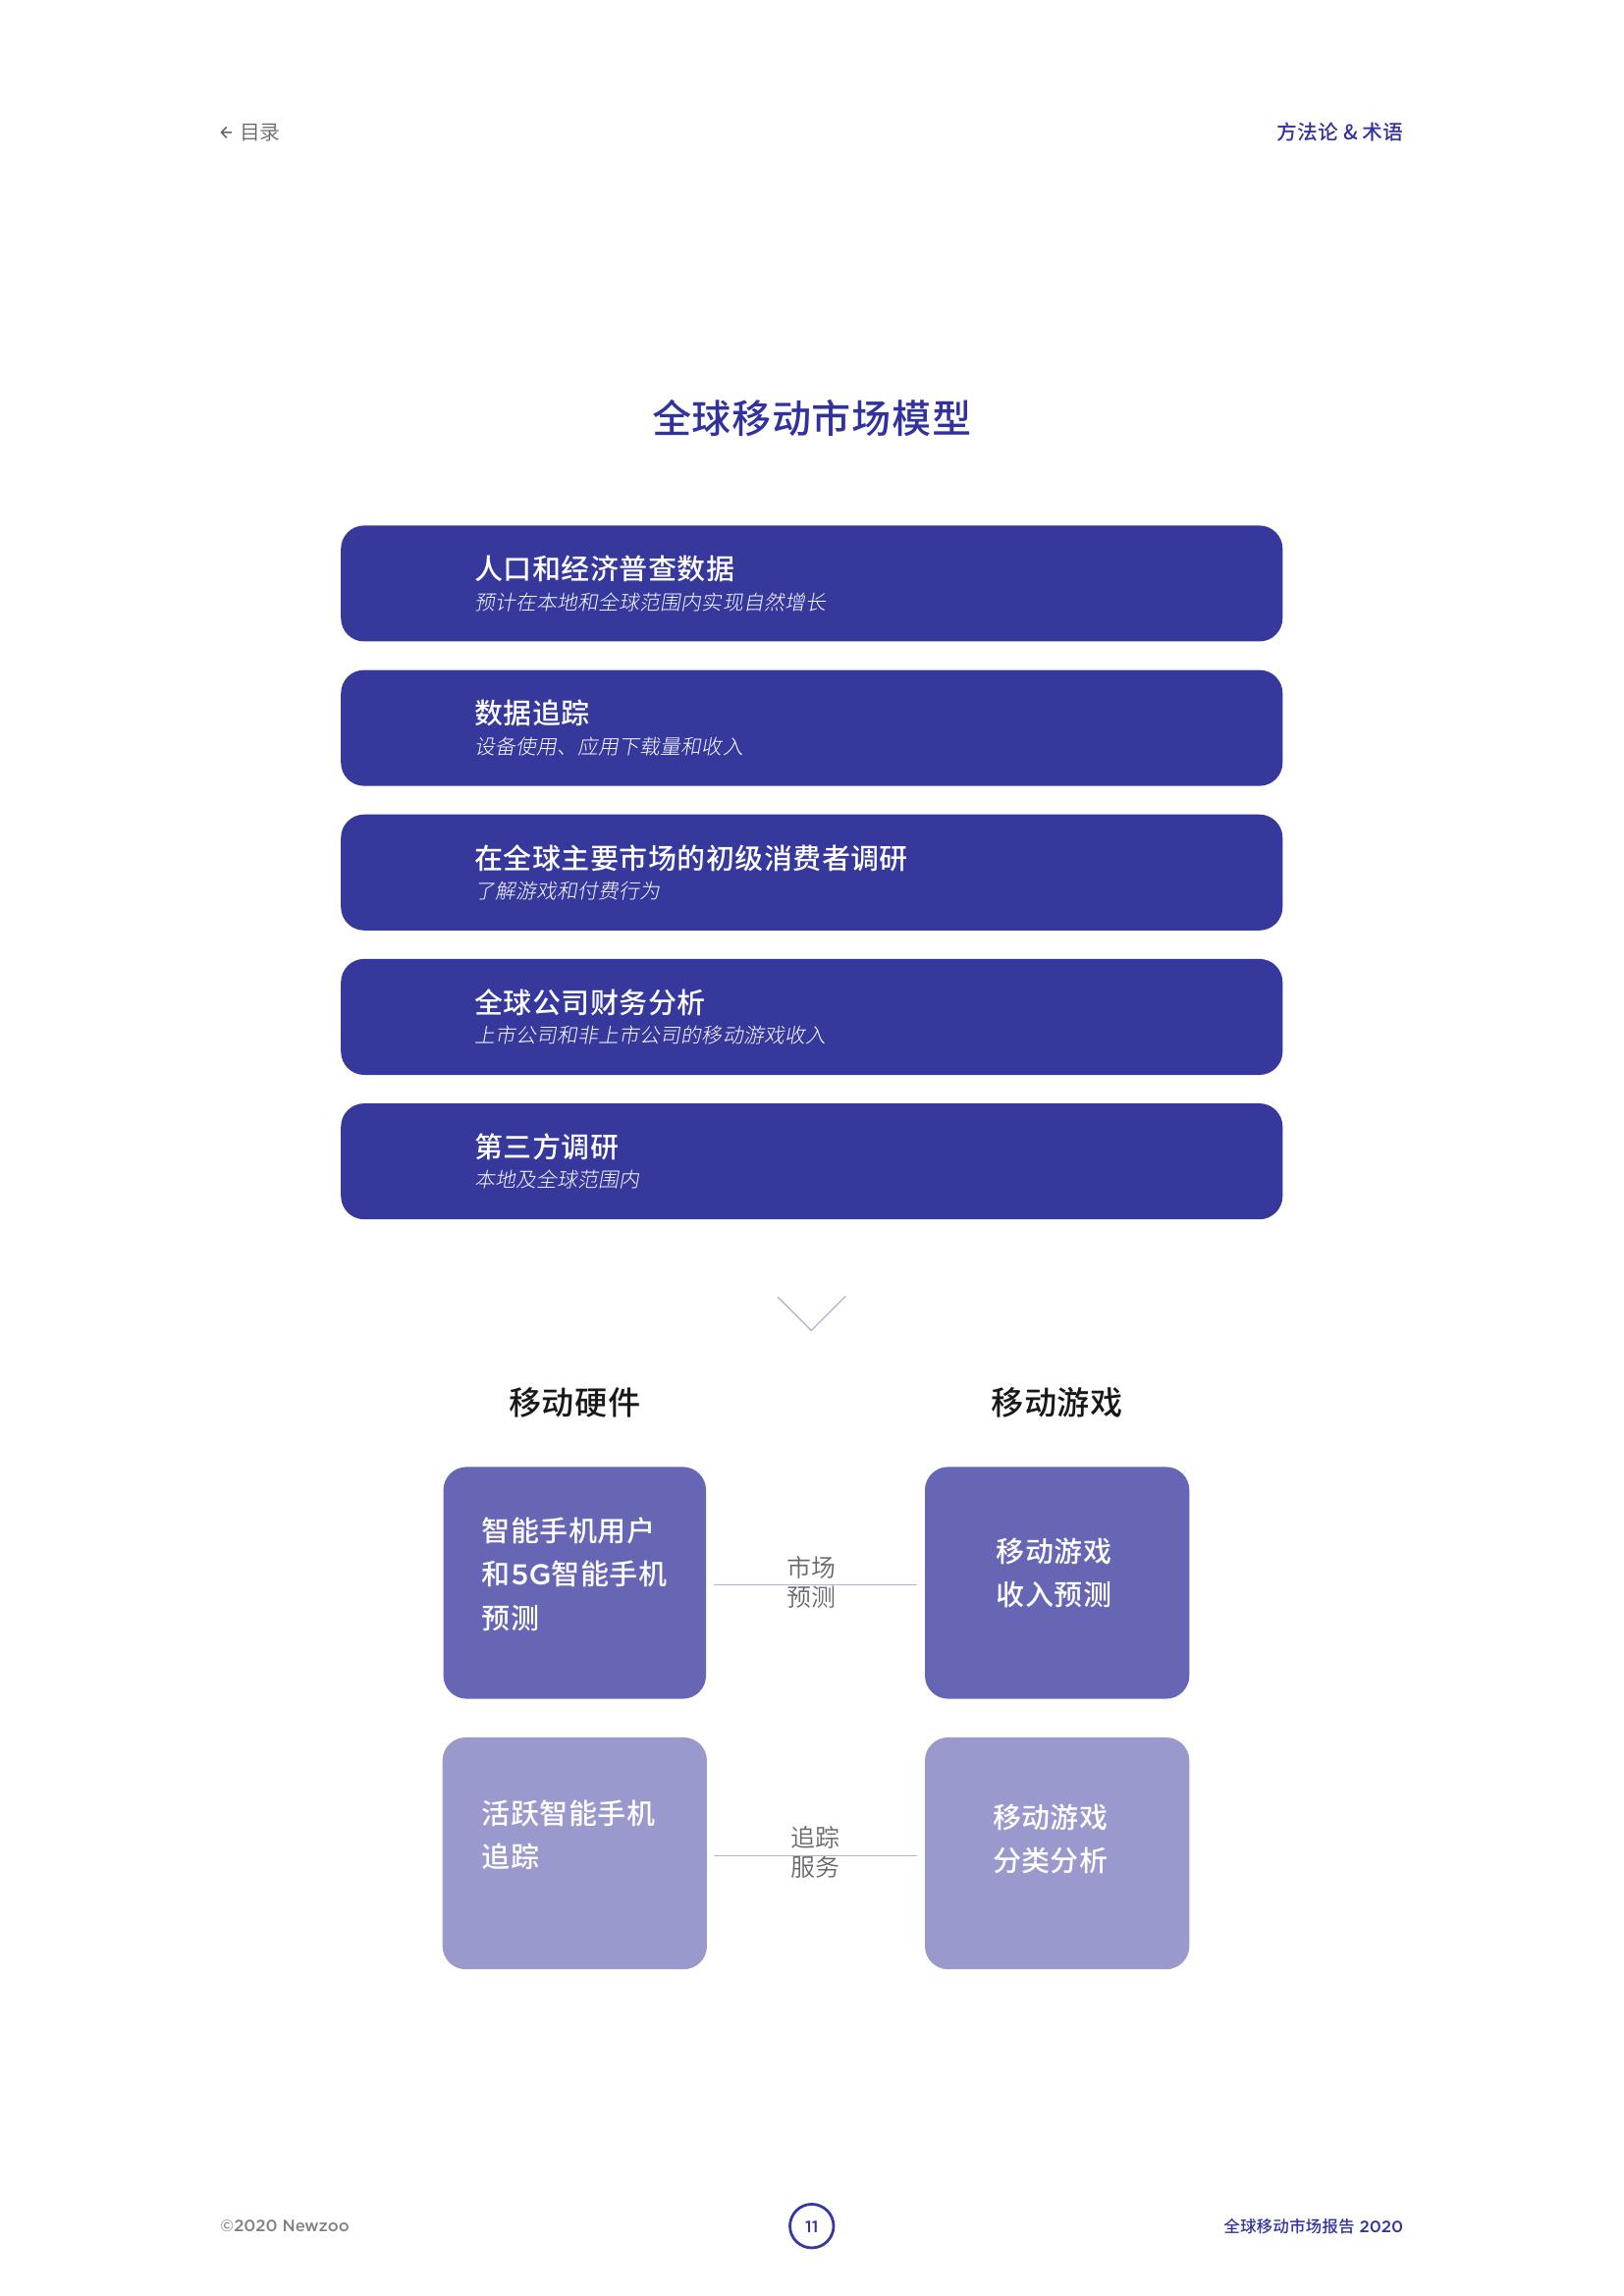 ← 目录
方法论 & 术语
全球移动市场模型
人口和经济普查数据
预计在本地和全球范围内实现自然增长
数据追踪
设备使用、应用下载量和收入
在全球主要市场的初级消费者调研
了解游戏和付费行为
全球公司财务分析
上市公司和非上市公司的移动游戏收入
第三方调研
本地及全球范围内
移动硬件
移动游戏
智能手机用户
和5G智能手机
预测
市场
预测
移动游戏
收入预测
活跃智能手机
追踪
追踪
服务
移动游戏
分类分析
©2020 Newzoo
11
全球移动市场报告 2020